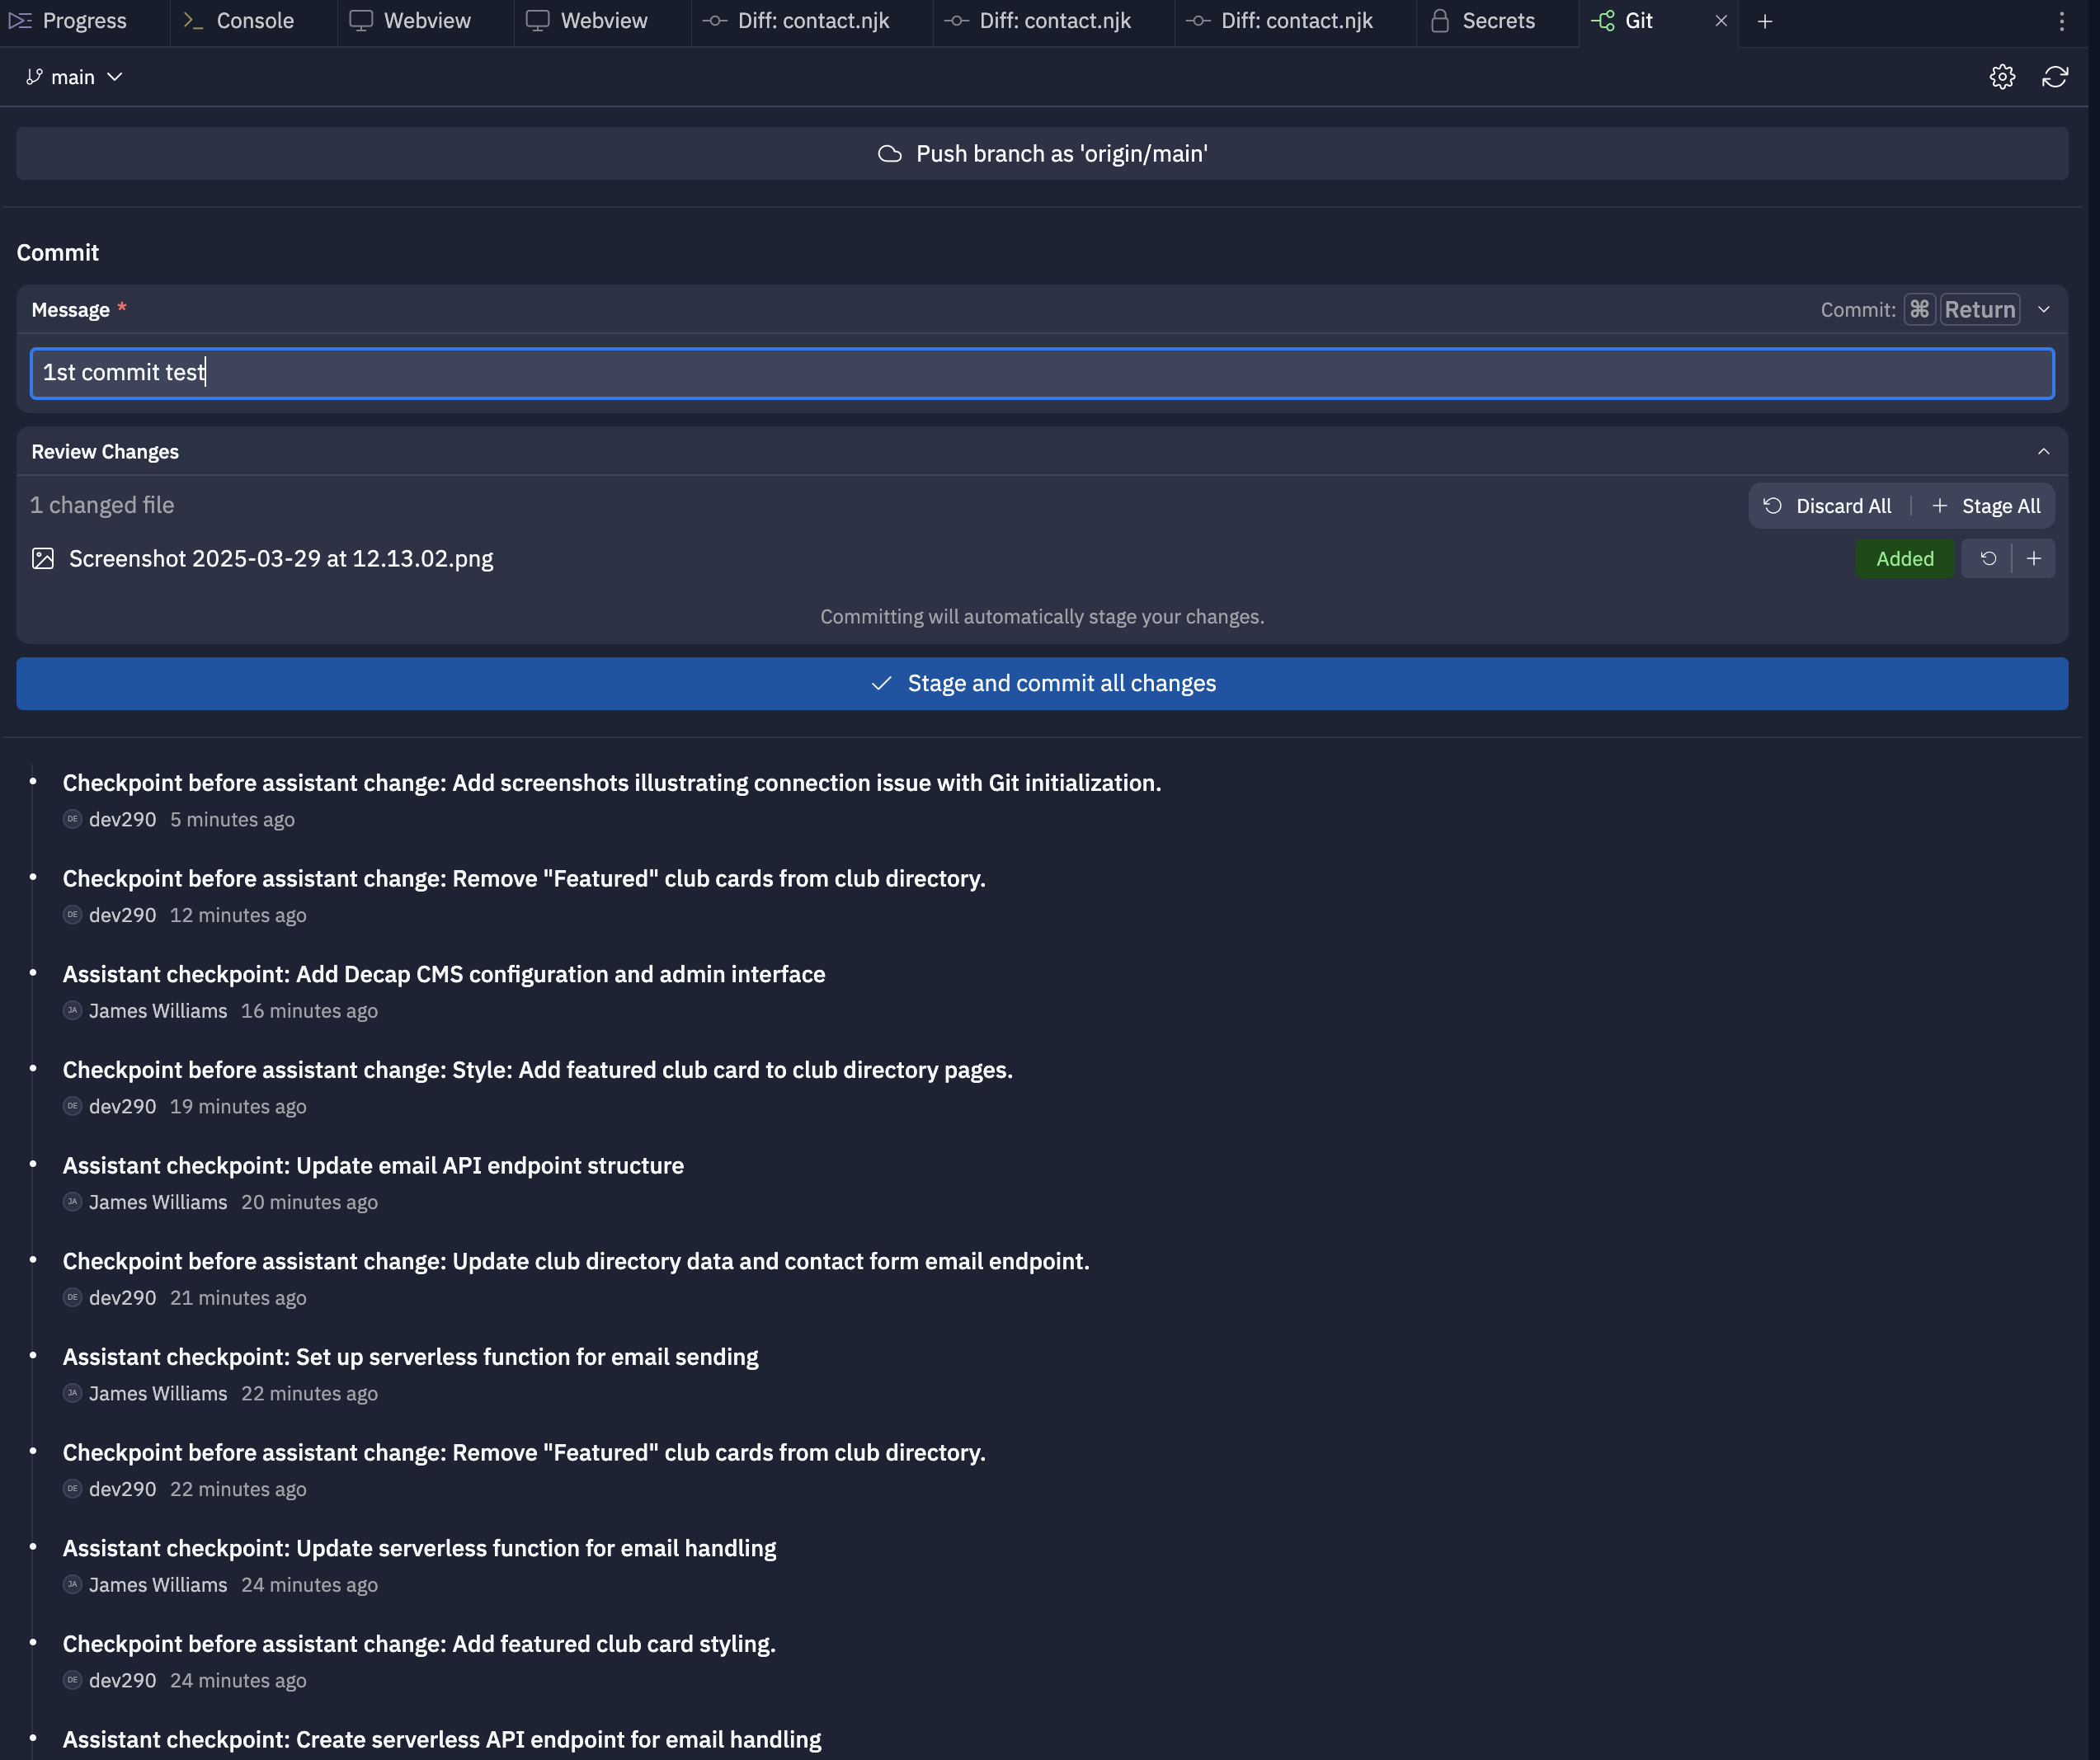 Progress Console Webview Webview Diff: contact.njk Diff: contact.njk Diff: contact.njk Secrets Git
main
Push branch as 'origin/main'
Commit
Message * Commit: ⌘ Return
1st commit test
Review Changes
1 changed file Discard All + Stage All
Screenshot 2025-03-29 at 12.13.02.png Added
Committing will automatically stage your changes.
Stage and commit all changes
Checkpoint before assistant change: Add screenshots illustrating connection issue with Git initialization.
DE dev290 5 minutes ago
Checkpoint before assistant change: Remove "Featured" club cards from club directory.
DE dev290 12 minutes ago
Assistant checkpoint: Add Decap CMS configuration and admin interface
JA James Williams 16 minutes ago
Checkpoint before assistant change: Style: Add featured club card to club directory pages.
DE dev290 19 minutes ago
Assistant checkpoint: Update email API endpoint structure
JA James Williams 20 minutes ago
Checkpoint before assistant change: Update club directory data and contact form email endpoint.
DE dev290 21 minutes ago
Assistant checkpoint: Set up serverless function for email sending
JA James Williams 22 minutes ago
Checkpoint before assistant change: Remove "Featured" club cards from club directory.
DE dev290 22 minutes ago
Assistant checkpoint: Update serverless function for email handling
JA James Williams 24 minutes ago
Checkpoint before assistant change: Add featured club card styling.
DE dev290 24 minutes ago
Assistant checkpoint: Create serverless API endpoint for email handling